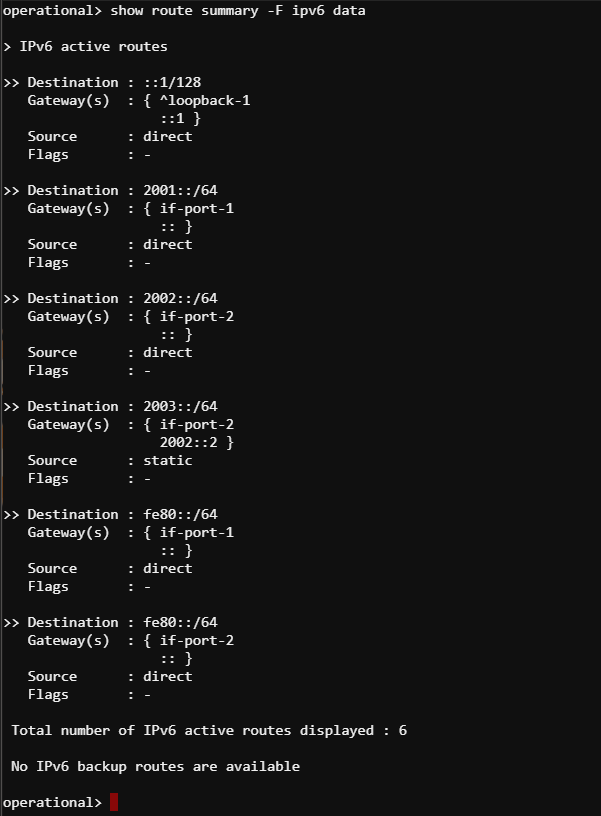 operational> show route summary -F ipv6 data
> IPv6 active routes
>> Destination : ::1/128
Gateway(s)  : { ^loopback-1
::1 }
Source      : direct
Flags       : -
>> Destination : 2001::/64
Gateway(s)  : { if-port-1
:: }
Source      : direct
Flags       : -
>> Destination : 2002::/64
Gateway(s)  : { if-port-2
:: }
Source      : direct
Flags       : -
>> Destination : 2003::/64
Gateway(s)  : { if-port-2
2002::2 }
Source      : static
Flags       : -
>> Destination : fe80::/64
Gateway(s)  : { if-port-1
:: }
Source      : direct
Flags       : -
>> Destination : fe80::/64
Gateway(s)  : { if-port-2
:: }
Source      : direct
Flags       : -
Total number of IPv6 active routes displayed : 6
No IPv6 backup routes are available
operational>